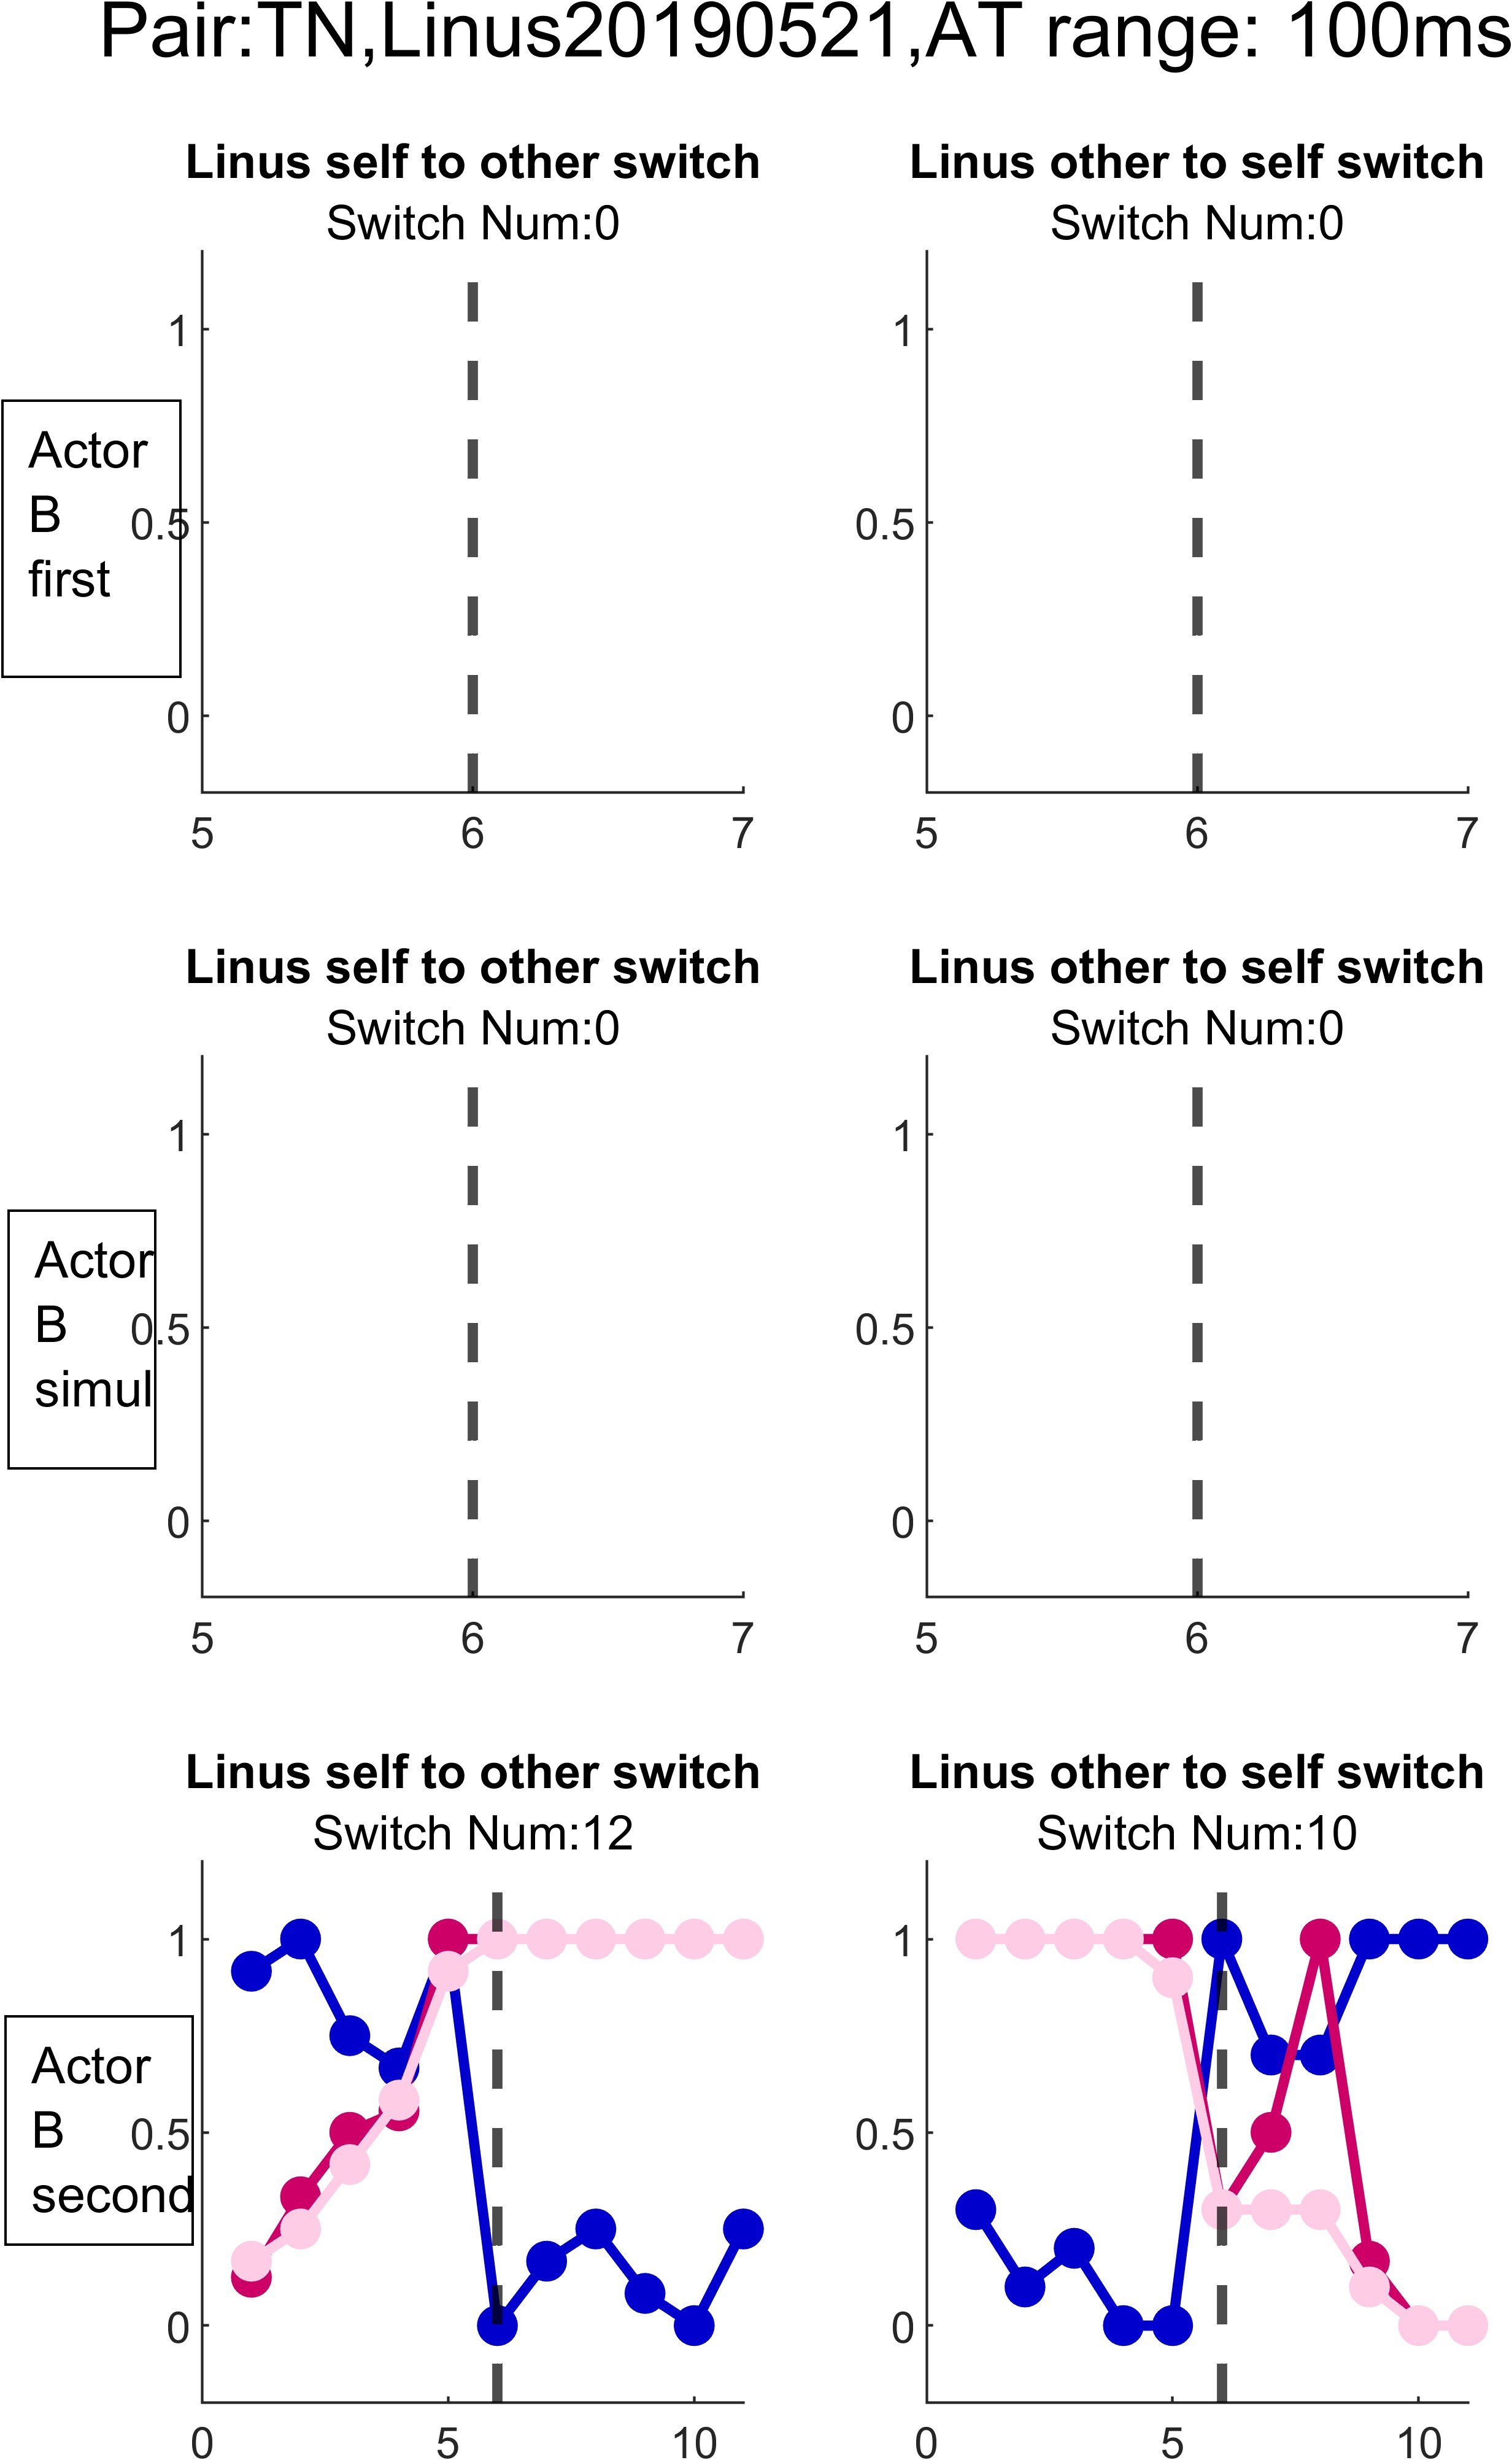 Pair:TN,Linus20190521,AT range: 100ms
Linus self to other switch
Switch Num:0
1
0.5
0
5 6 7
Actor
B
first
Linus other to self switch
Switch Num:0
1
0.5
0
5 6 7
Linus self to other switch
Switch Num:0
1
0.5
0
5 6 7
Actor
B
simul
Linus other to self switch
Switch Num:0
1
0.5
0
5 6 7
Linus self to other switch
Switch Num:12
1
0.5
0
0 5 10
Actor
B
second
Linus other to self switch
Switch Num:10
1
0.5
0
0 5 10